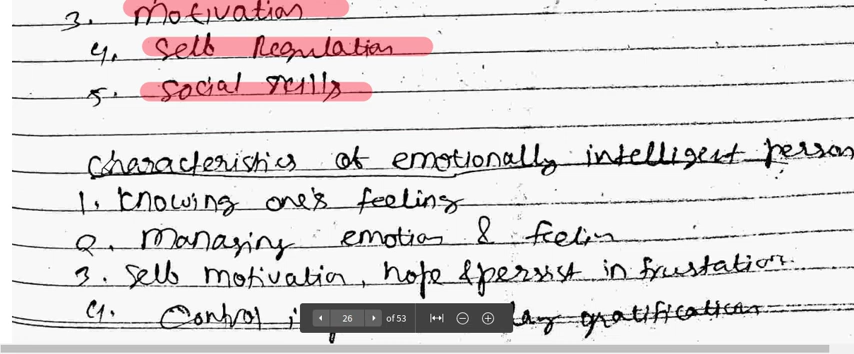 3. Motivation
4. Self Regulation
5. Social skills
Characteristics of emotionally intelligent person
1. Knowing one's feeling
2. Managing emotion & feelin
3. Self motivation, hope & persist in frustation
4. Control
gratification
26 of 53